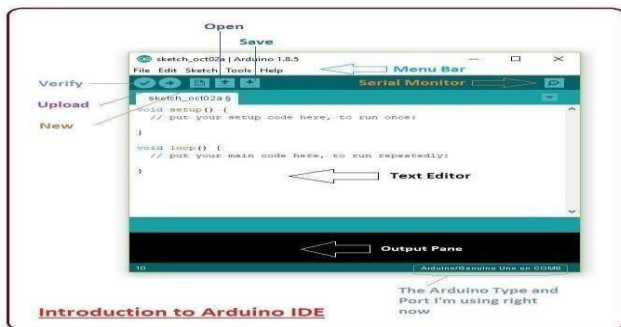 Open
Save
sketch_oct02a | Arduino 1.8.5
File Edit Sketch Tools Help
Menu Bar
Verify
Serial Monitor
Upload
sketch_oct02a §
New
void setup() {
// put your setup code here, to run once:
}
void loop() {
// put your main code here, to run repeatedly:
}
Text Editor
Output Pane
10
Arduino/Genuino Uno on COM9
The Arduino Type and
Port I'm using right
now
Introduction to Arduino IDE